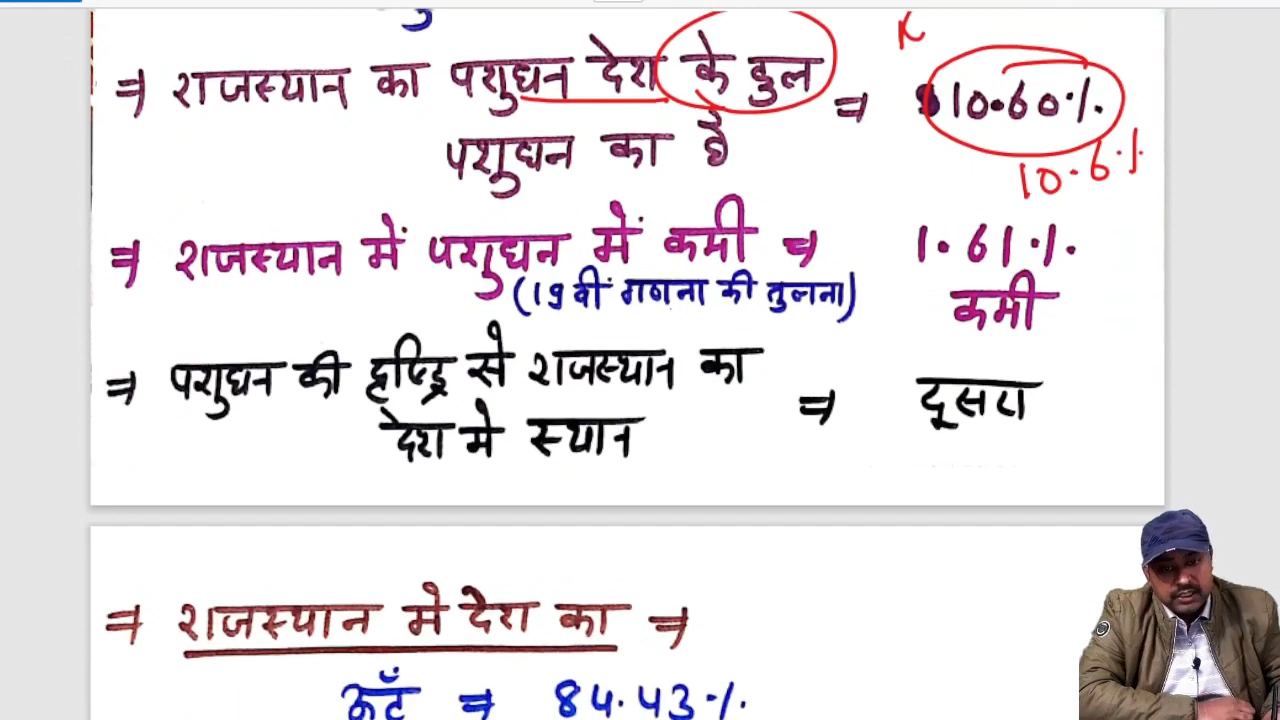 ⇒ राजस्थान का पशुधन देश के कुल ⇒ 10.60%
पशुधन का है
10.6%
⇒ राजस्थान में पशुधन में कमी ⇒ 1.61%
(19वीं गणना की तुलना) कमी
⇒ पशुधन की दृष्टि से राजस्थान का
देश मे स्थान ⇒ दूसरा
⇒ राजस्थान मे देश का ⇒
ऊँट ⇒ 84.43%